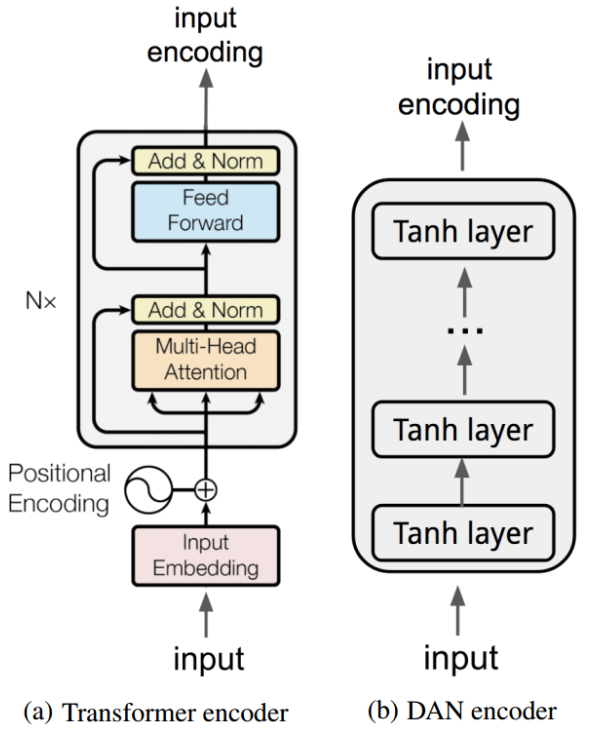 input
encoding
Add & Norm
Feed
Forward
Nx
Add & Norm
Multi-Head
Attention
Positional
Encoding
Input
Embedding
input
(a) Transformer encoder
input
encoding
Tanh layer
...
Tanh layer
Tanh layer
input
(b) DAN encoder